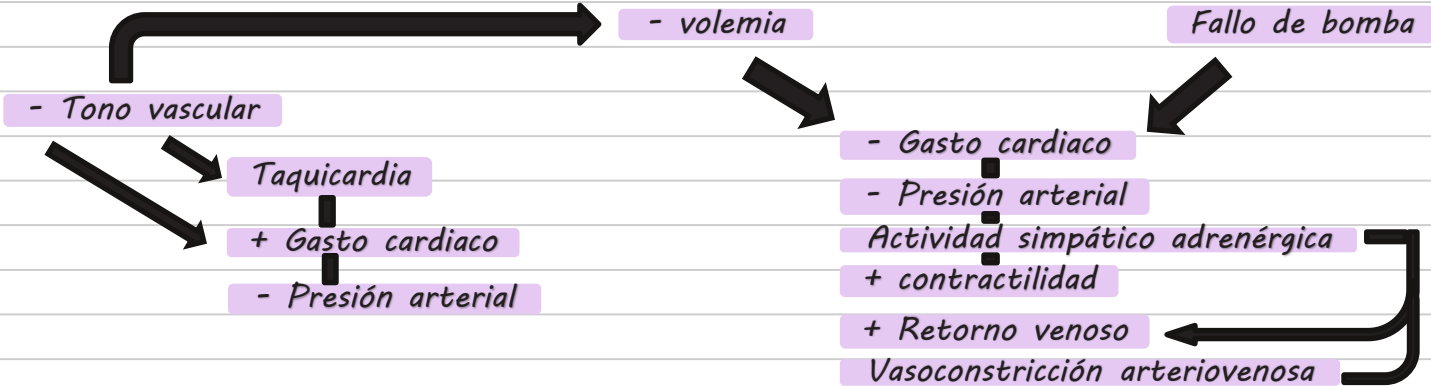 - volemia
Fallo de bomba
- Tono vascular
Taquicardia
+ Gasto cardiaco
- Presión arterial
- Gasto cardiaco
- Presión arterial
Actividad simpático adrenérgica
+ contractilidad
+ Retorno venoso
Vasoconstricción arteriovenosa